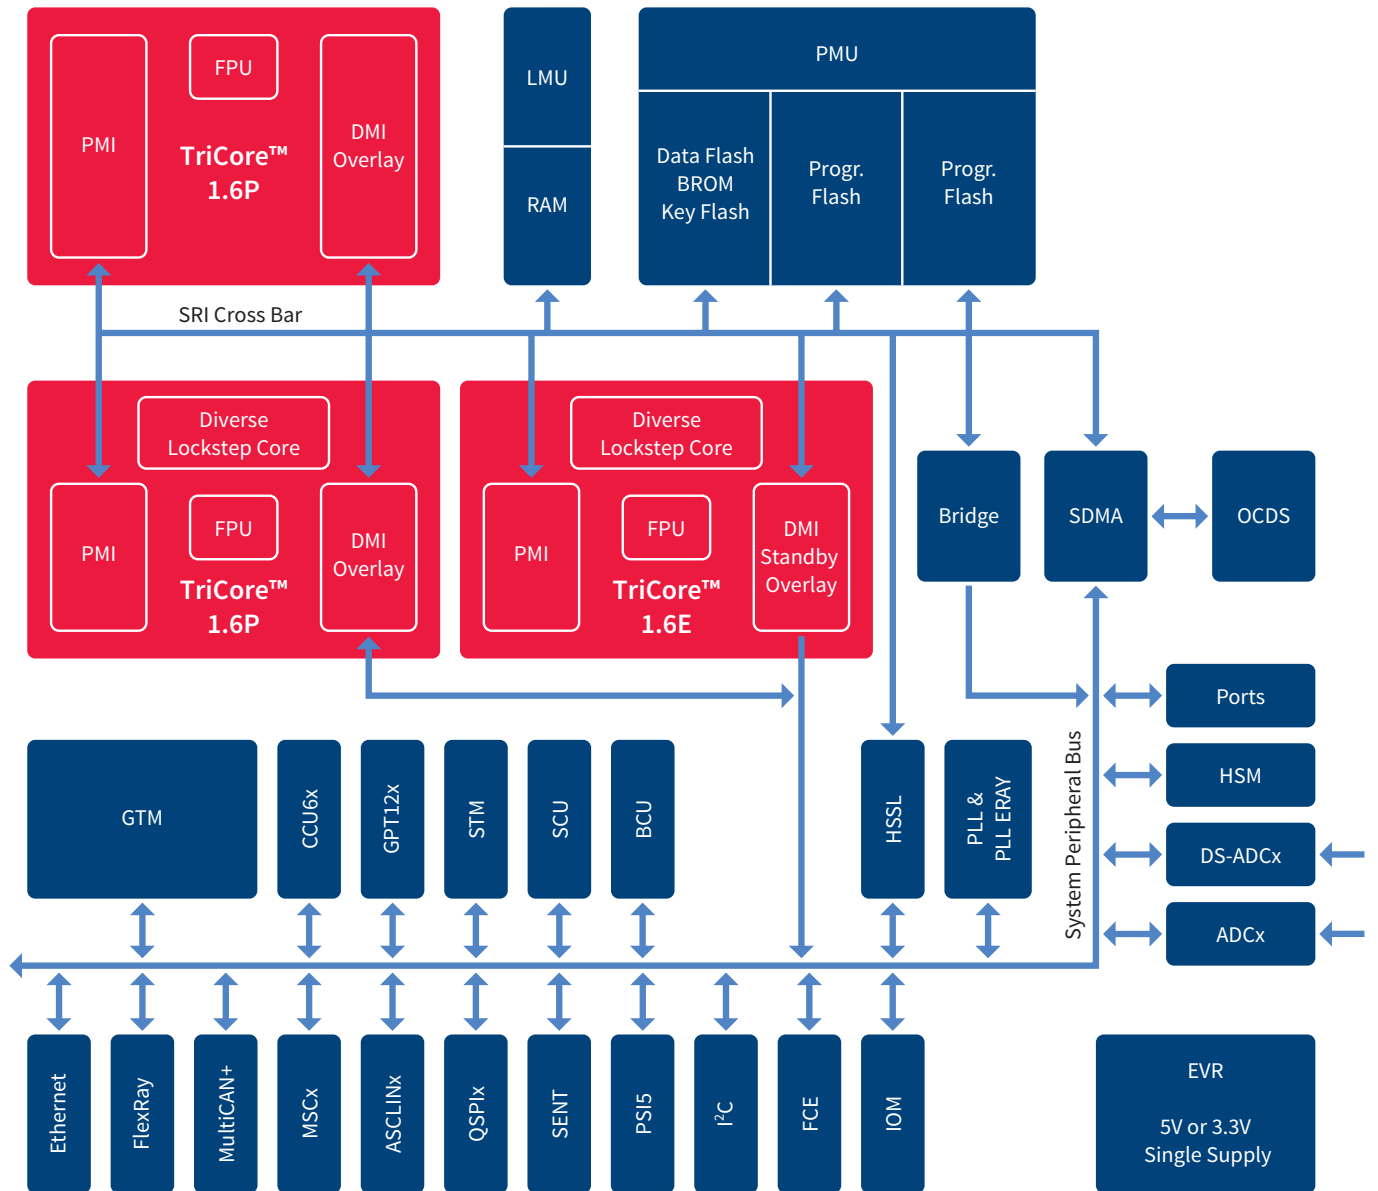 PMI
FPU
TriCore™
1.6P
DMI
Overlay
LMU
RAM
PMU
Data Flash
BROM
Key Flash
Progr.
Flash
Progr.
Flash
SRI Cross Bar
Diverse
Lockstep Core
PMI
FPU
TriCore™
1.6P
DMI
Overlay
Diverse
Lockstep Core
PMI
FPU
TriCore™
1.6E
DMI
Standby
Overlay
Bridge
SDMA
OCDS
Ports
HSM
DS-ADCx
ADCx
System Peripheral Bus
GTM
CCU6x
GPT12x
STM
SCU
BCU
HSSL
PLL &
PLL ERAY
Ethernet
FlexRay
MultiCAN+
MSCx
ASCLINx
QSPIx
SENT
PSI5
I²C
FCE
IOM
EVR
5V or 3.3V
Single Supply